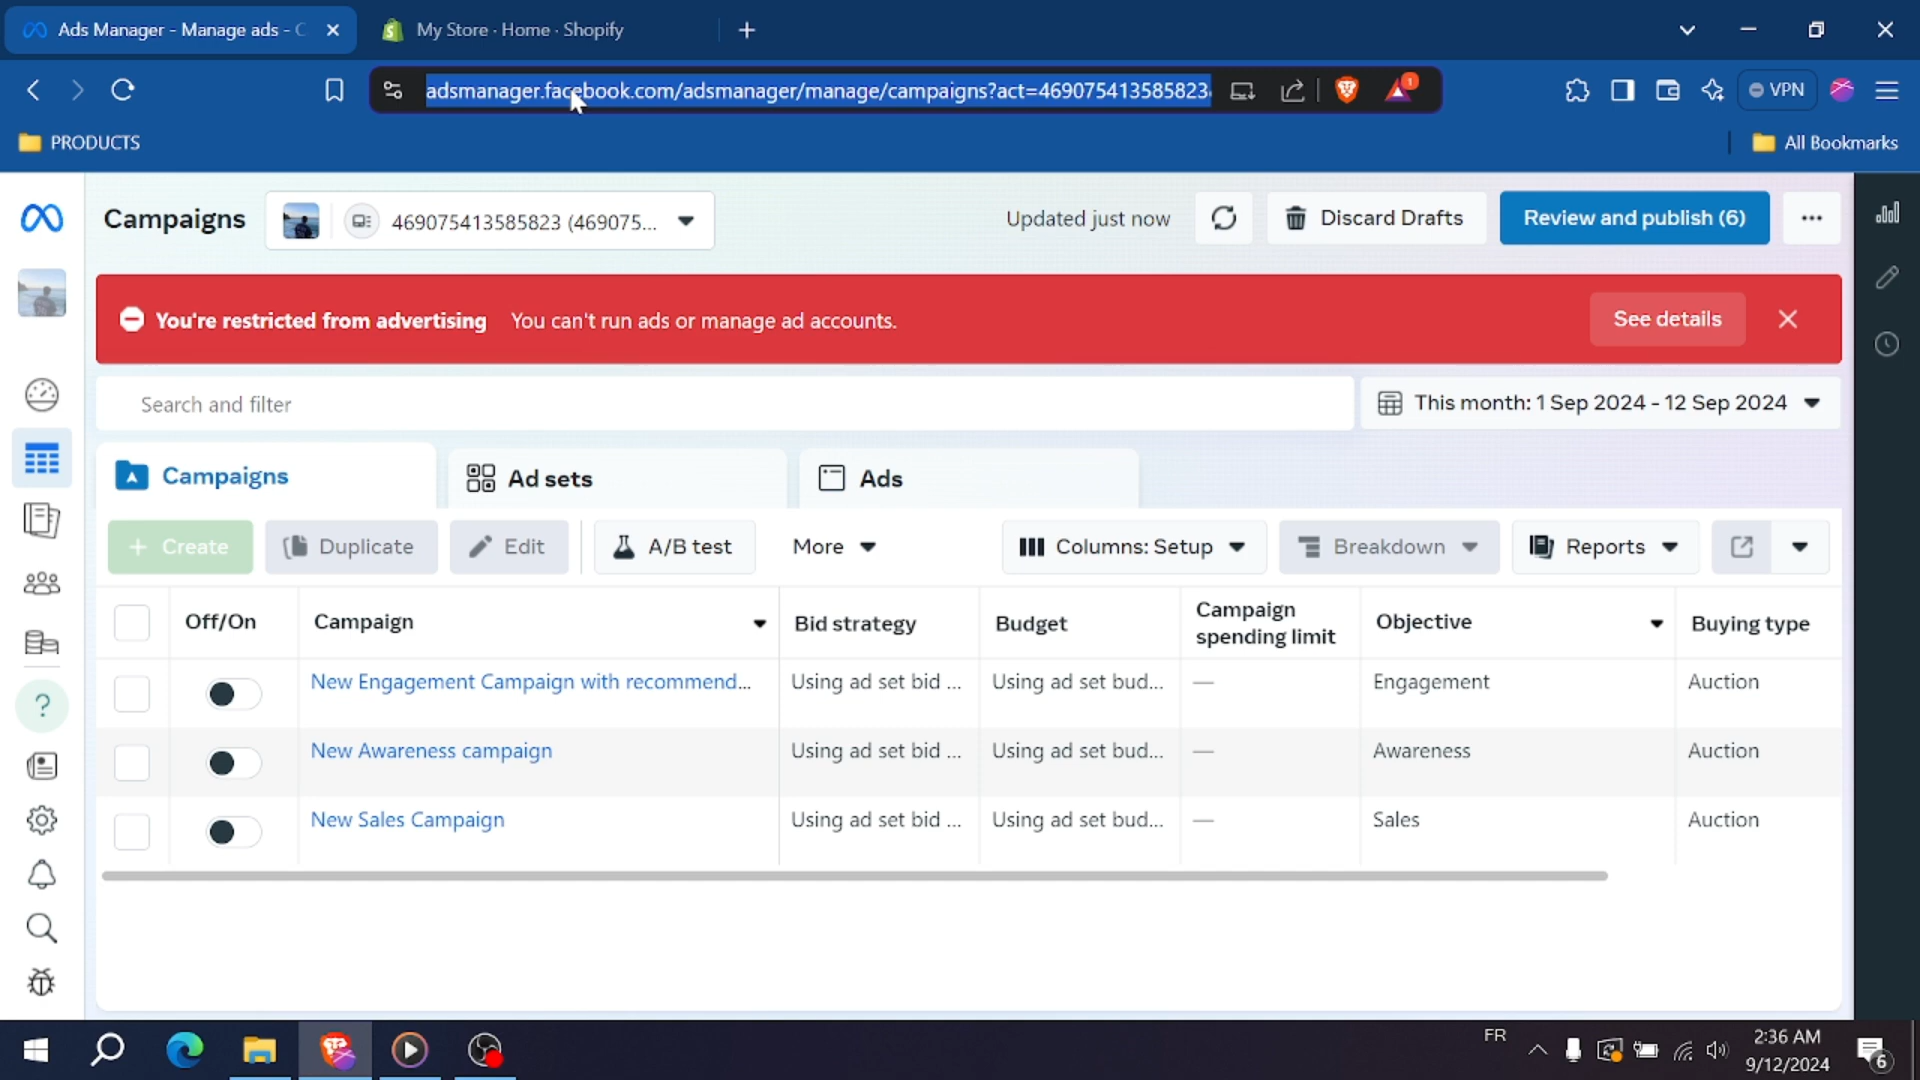 Ads Manager - Manage ads - C
My Store · Home · Shopify
adsmanager.facebook.com/adsmanager/manage/campaigns?act=469075413585823
1
VPN
PRODUCTS
All Bookmarks
Campaigns
469075413585823 (469075...
Updated just now
Discard Drafts
Review and publish (6)
You're restricted from advertising You can't run ads or manage ad accounts.
See details
Search and filter
This month: 1 Sep 2024 - 12 Sep 2024
Campaigns
Ad sets
Ads
+ Create
Duplicate
Edit
A/B test
More
Columns: Setup
Breakdown
Reports
Off/On
Campaign
Bid strategy
Budget
Campaign
spending limit
Objective
Buying type
New Engagement Campaign with recommend...
Using ad set bid ...
Using ad set bud...
—
Engagement
Auction
New Awareness campaign
Using ad set bid ...
Using ad set bud...
—
Awareness
Auction
New Sales Campaign
Using ad set bid ...
Using ad set bud...
—
Sales
Auction
?
FR
2:36 AM
9/12/2024
6